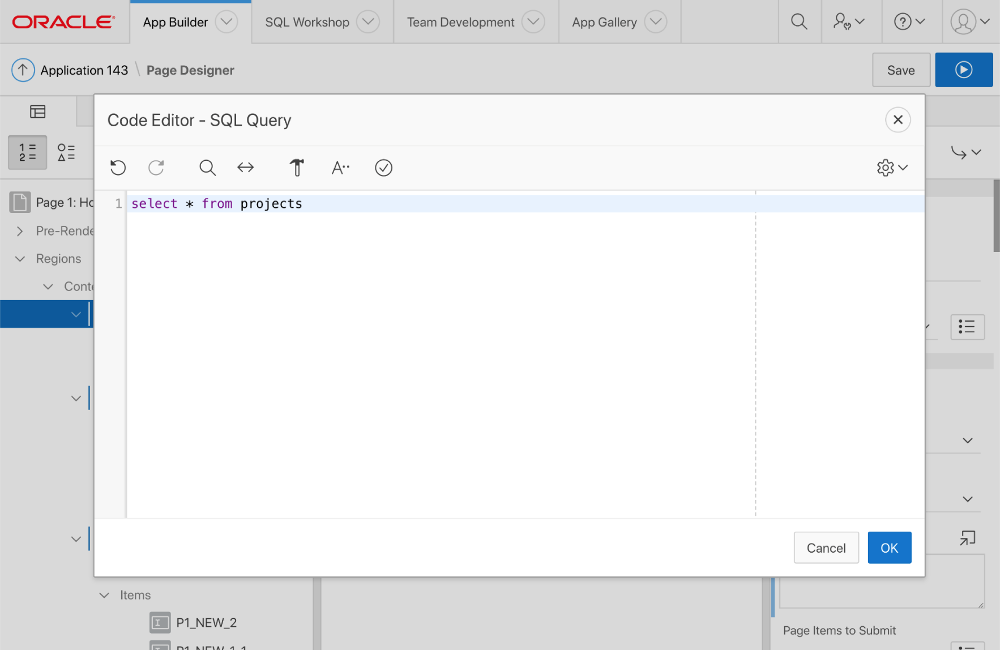 ORACLE
App Builder
SQL Workshop
Team Development
App Gallery
Application 143 \ Page Designer
Save
Code Editor - SQL Query
1 select * from projects
Page 1: Ho
Pre-Rende
Regions
Conte
Cancel
OK
Items
P1_NEW_2
P1_NEW_1_1
Page Items to Submit